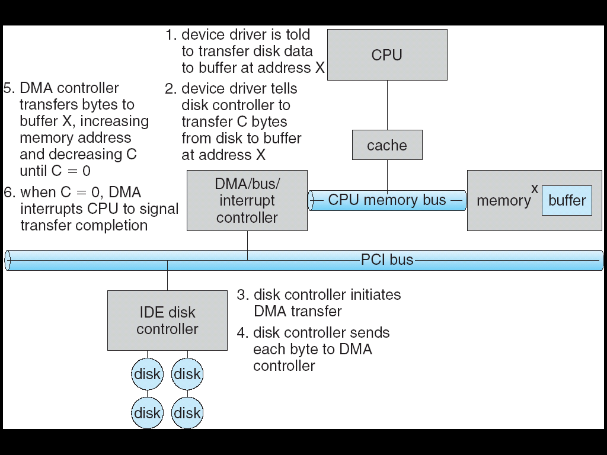 1. device driver is told
to transfer disk data
to buffer at address X
2. device driver tells
disk controller to
transfer C bytes
from disk to buffer
at address X
5. DMA controller
transfers bytes to
buffer X, increasing
memory address
and decreasing C
until C = 0
6. when C = 0, DMA
interrupts CPU to signal
transfer completion
CPU
cache
DMA/bus/
interrupt
controller
CPU memory bus
memory
x
buffer
PCI bus
IDE disk
controller
3. disk controller initiates
DMA transfer
4. disk controller sends
each byte to DMA
controller
disk
disk
disk
disk